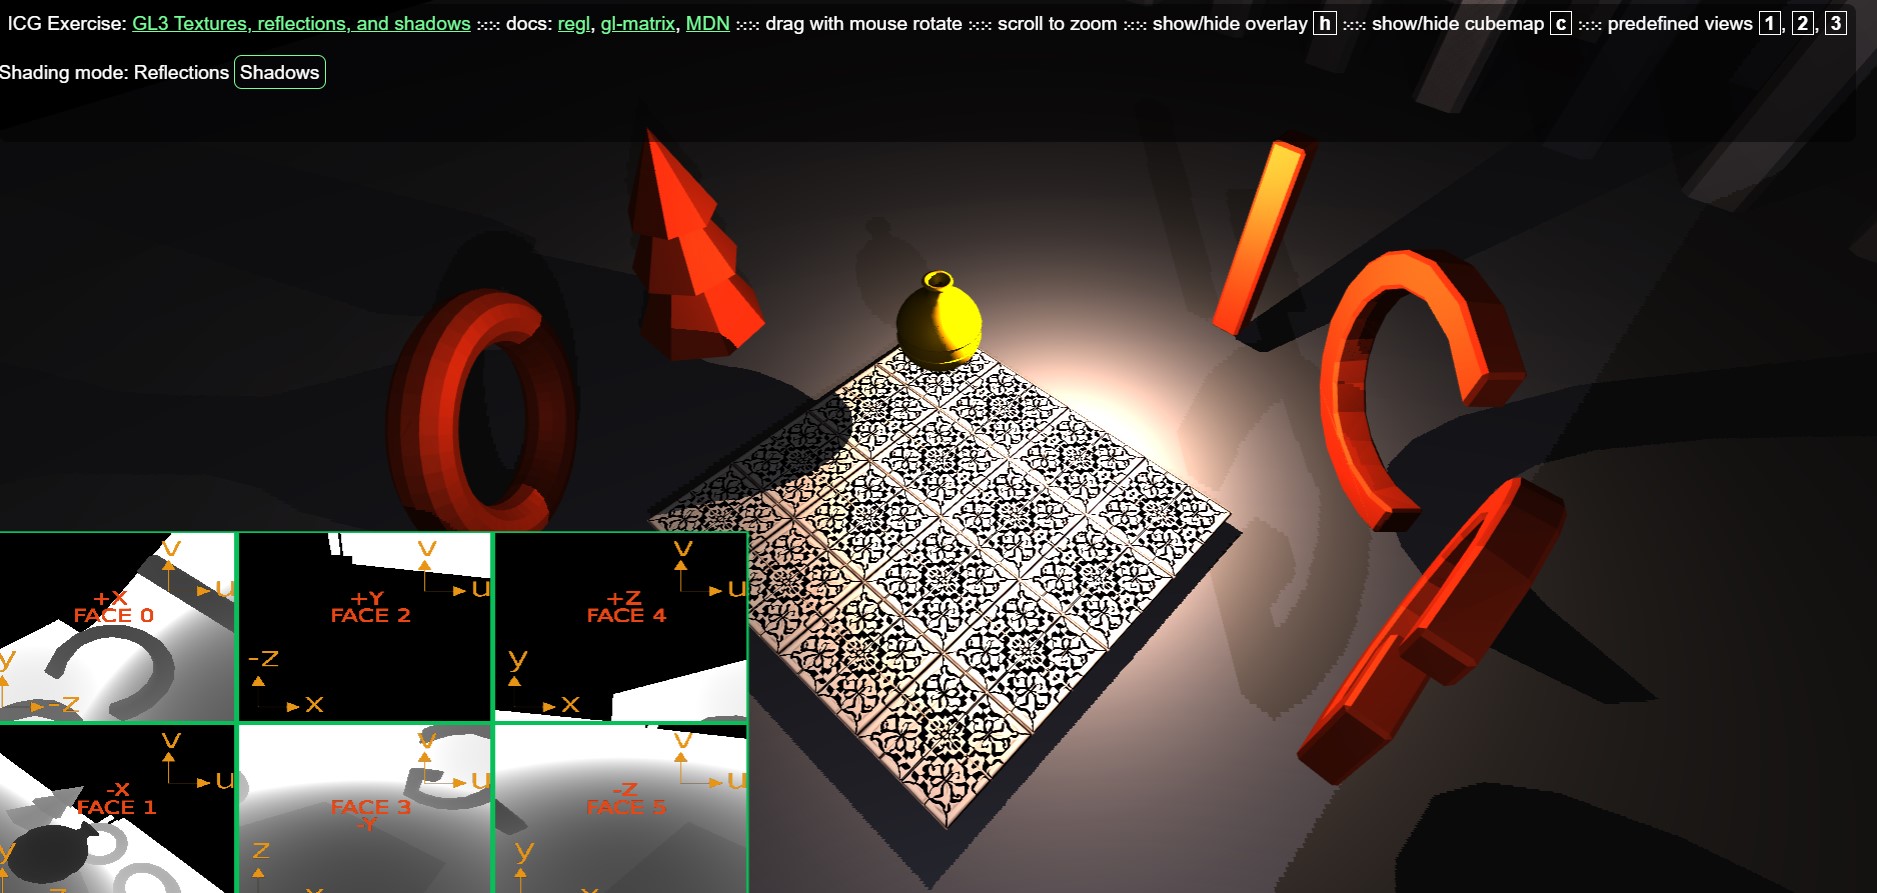 ICG Exercise: GL3 Textures, reflections, and shadows ::::: docs: regl, gl-matrix, MDN ::::: drag with mouse rotate ::::: scroll to zoom ::::: show/hide overlay h ::::: show/hide cubemap c ::::: predefined views 1, 2, 3
Shading mode: Reflections Shadows
v
u
+X
FACE 0
y
-z
v
u
+Y
FACE 2
-z
x
v
u
+Z
FACE 4
y
x
v
u
-X
FACE 1
y
-z
v
u
FACE 3
-Y
z
x
v
u
-Z
FACE 5
y
x